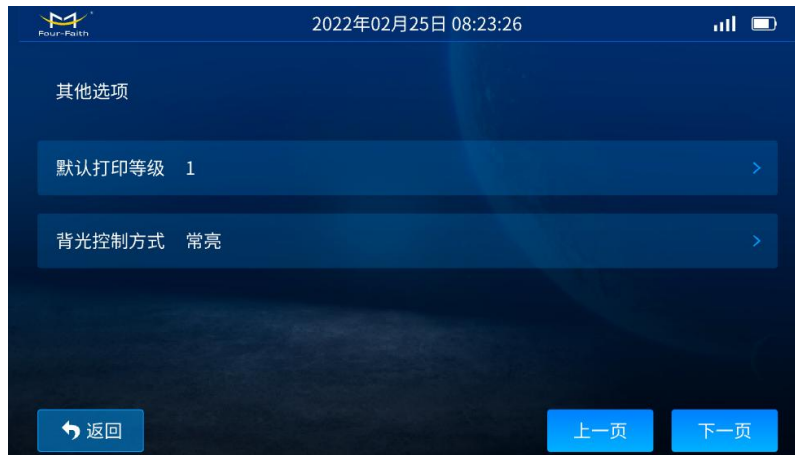 Four-Faith
2022年02月25日 08:23:26
其他选项
默认打印等级 1
背光控制方式 常亮
返回
上一页
下一页